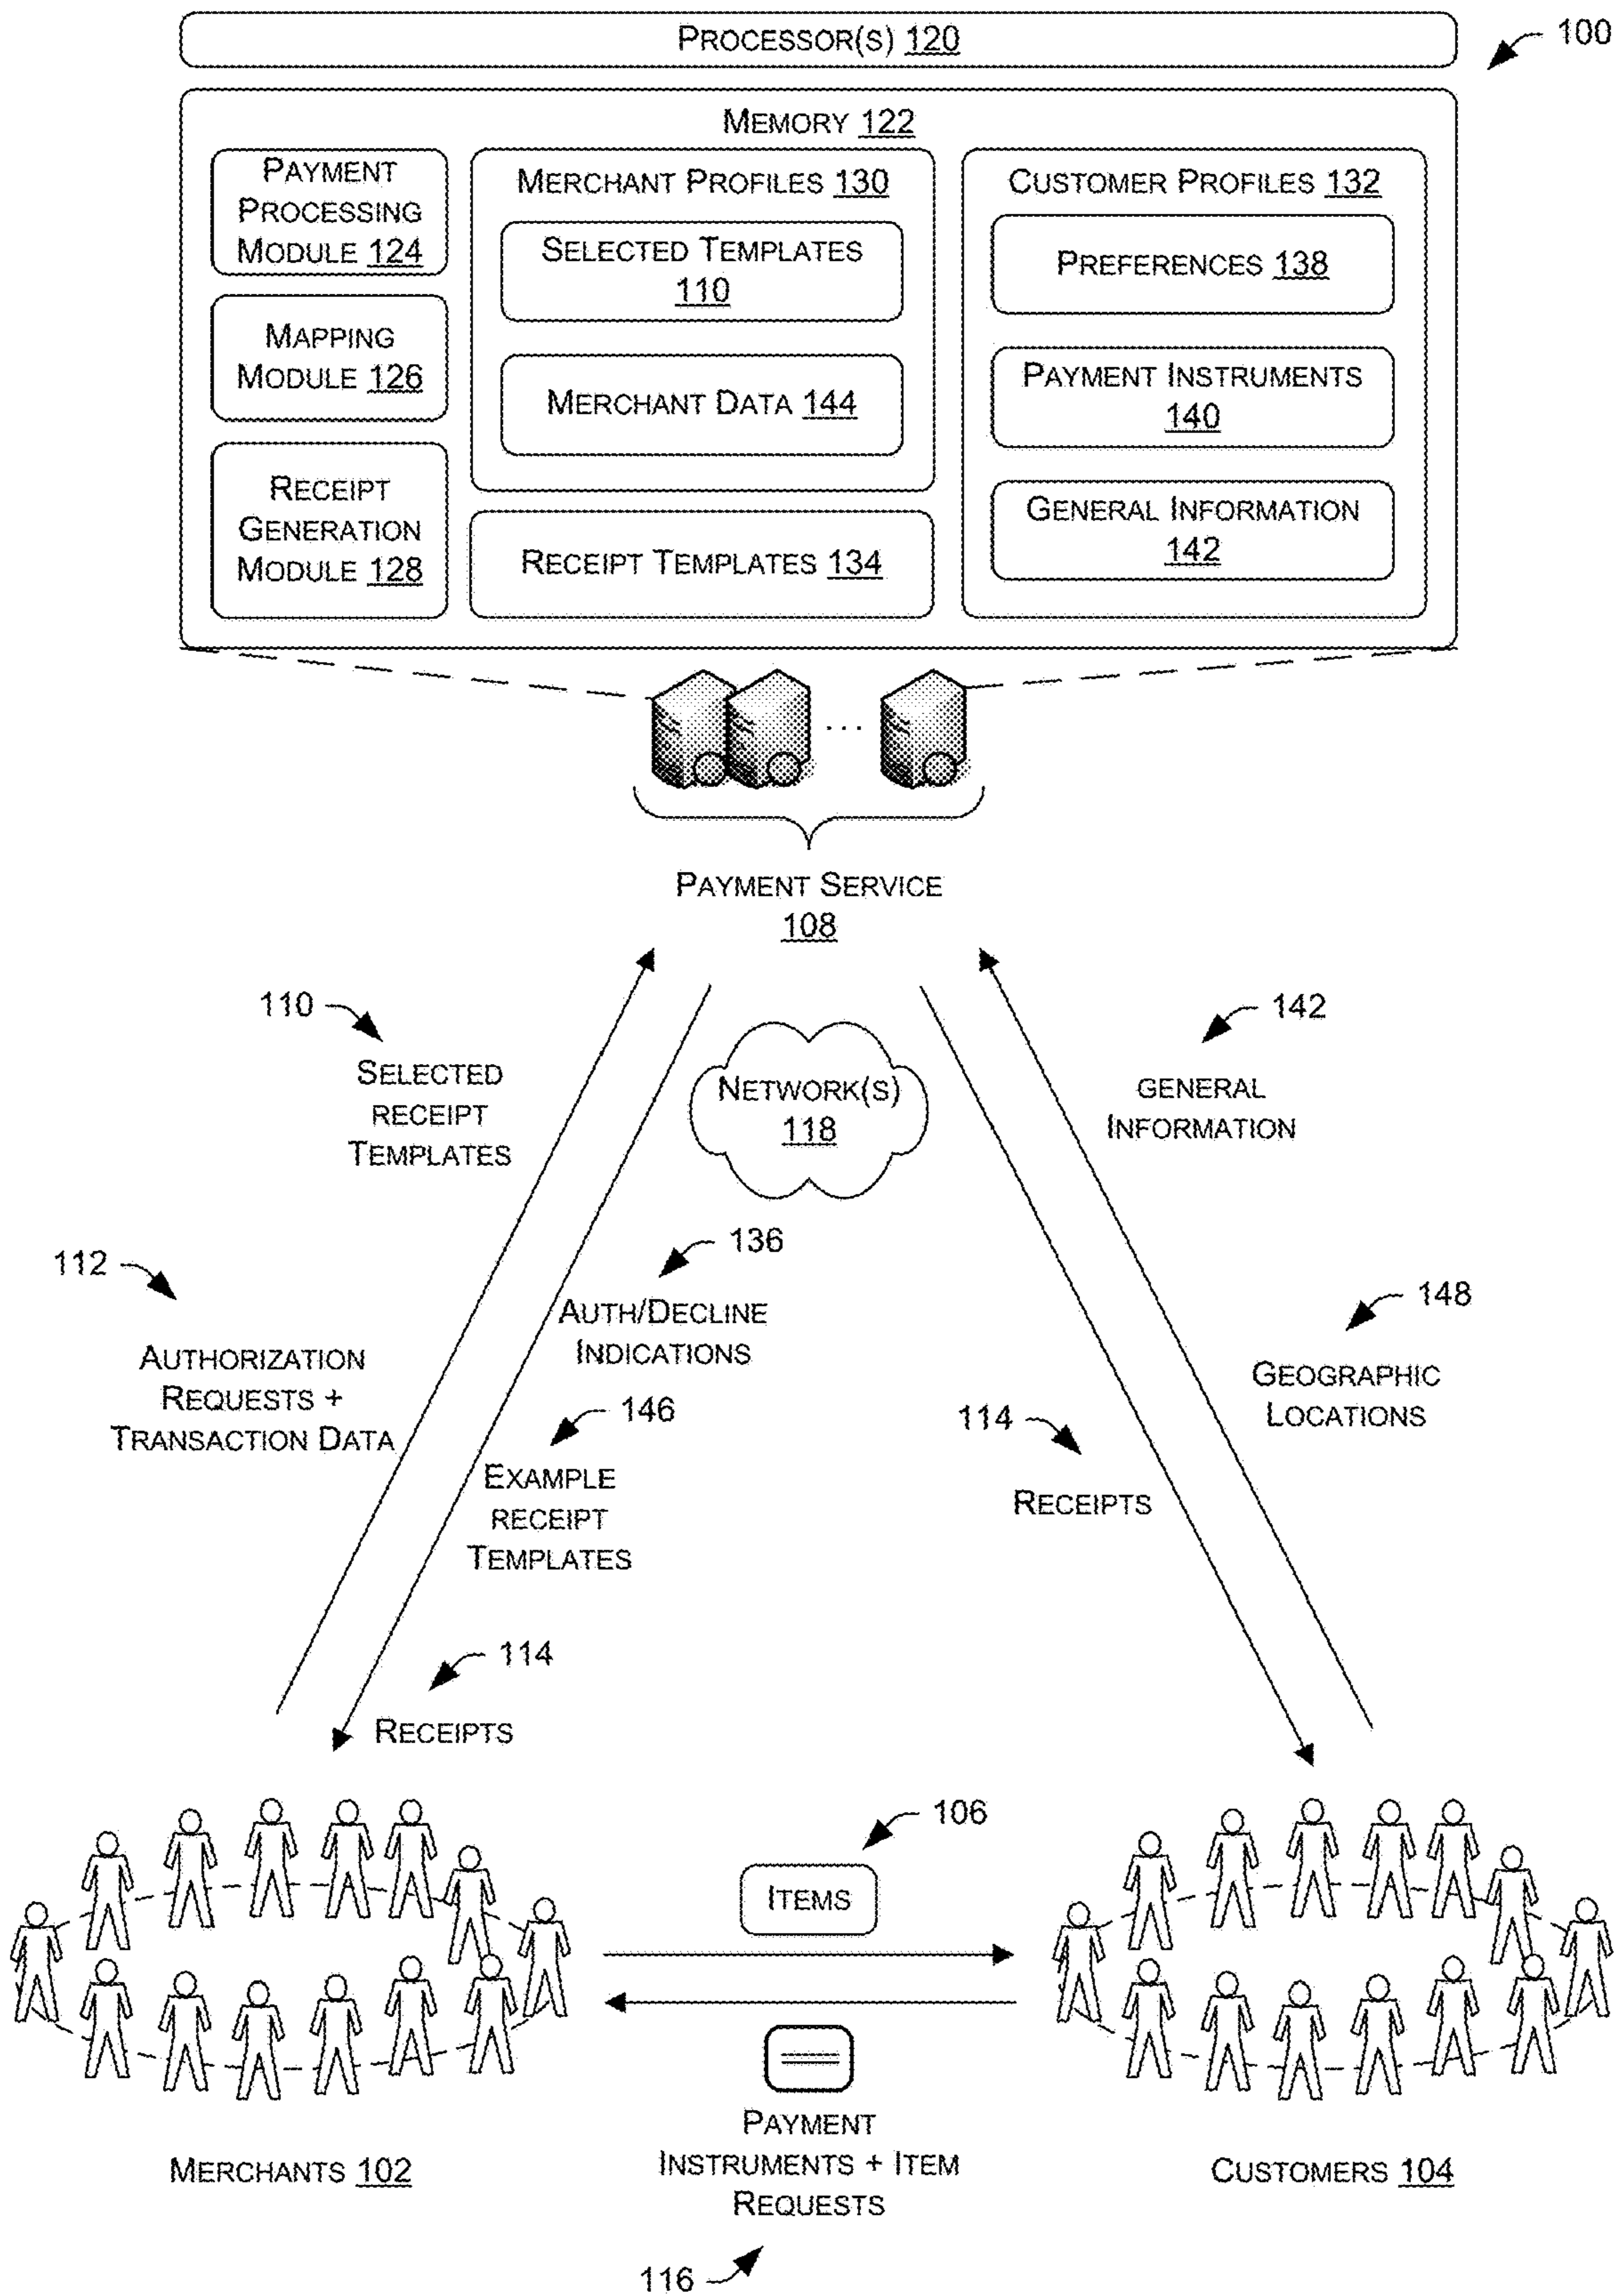 PROCESSOR(S) 120
100
MEMORY 122
PAYMENT
PROCESSING
MODULE 124
MAPPING
MODULE 126
RECEIPT
GENERATION
MODULE 128
MERCHANT PROFILES 130
SELECTED TEMPLATES
110
MERCHANT DATA 144
RECEIPT TEMPLATES 134
CUSTOMER PROFILES 132
PREFERENCES 138
PAYMENT INSTRUMENTS
140
GENERAL INFORMATION
142
...
PAYMENT SERVICE
108
110
SELECTED
RECEIPT
TEMPLATES
NETWORK(S)
118
142
GENERAL
INFORMATION
112
AUTHORIZATION
REQUESTS +
TRANSACTION DATA
136
AUTH/DECLINE
INDICATIONS
146
EXAMPLE
RECEIPT
TEMPLATES
114
RECEIPTS
148
GEOGRAPHIC
LOCATIONS
114
RECEIPTS
106
ITEMS
PAYMENT
INSTRUMENTS + ITEM
REQUESTS
116
MERCHANTS 102
CUSTOMERS 104